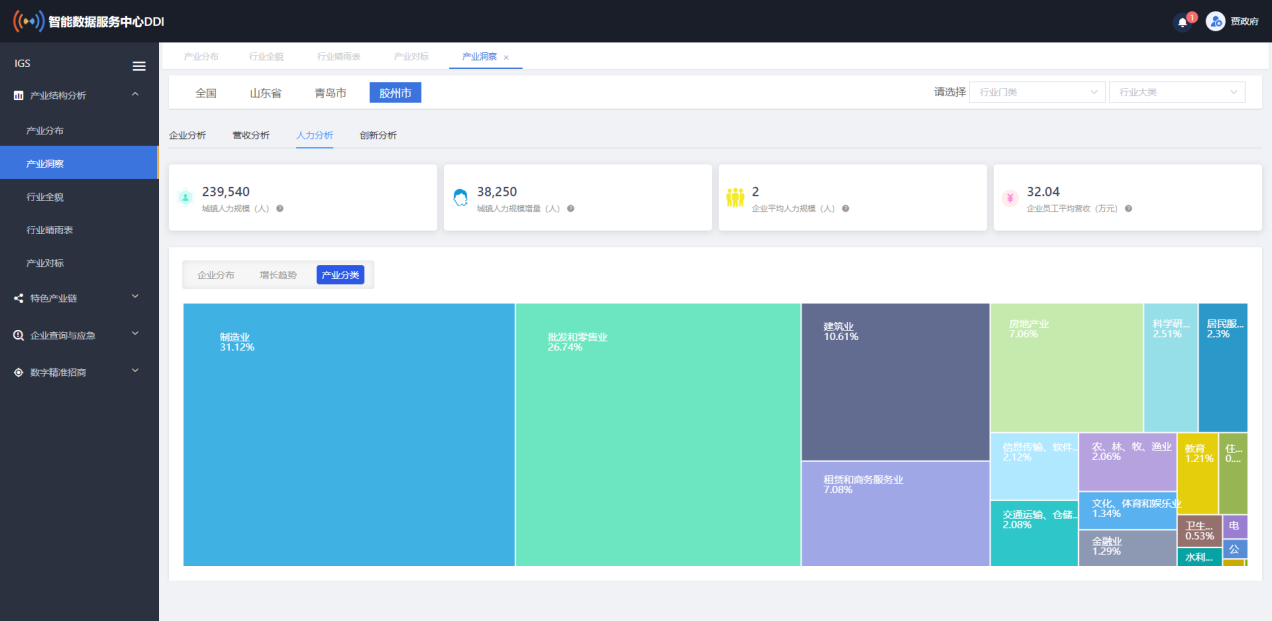 智能数据服务中心DDI
1
贾政府
IGS
产业结构分析
产业分布
产业洞察
行业全貌
行业晴雨表
产业对标
特色产业链
企业查询与应急
数字精准招商
产业分布
行业全貌
行业晴雨表
产业对标
产业洞察
全国
山东省
青岛市
胶州市
请选择
行业门类
行业大类
企业分析
营收分析
人力分析
创新分析
239,540
城镇人力规模（人）
38,250
城镇人力规模增量（人）
2
企业平均人力规模（人）
32.04
企业员工平均营收（万元）
企业分布
增长趋势
产业分类
制造业
31.12%
批发和零售业
26.74%
建筑业
10.61%
租赁和商务服务业
7.08%
房地产业
7.06%
科学研...
2.51%
居民服...
2.3%
信息传输、软件...
2.12%
交通运输、仓储...
2.08%
农、林、牧、渔业
2.06%
文化、体育和娱乐业
1.34%
金融业
1.29%
教育
1.21%
住...
0....
卫生...
0.53%
水利...
电
公